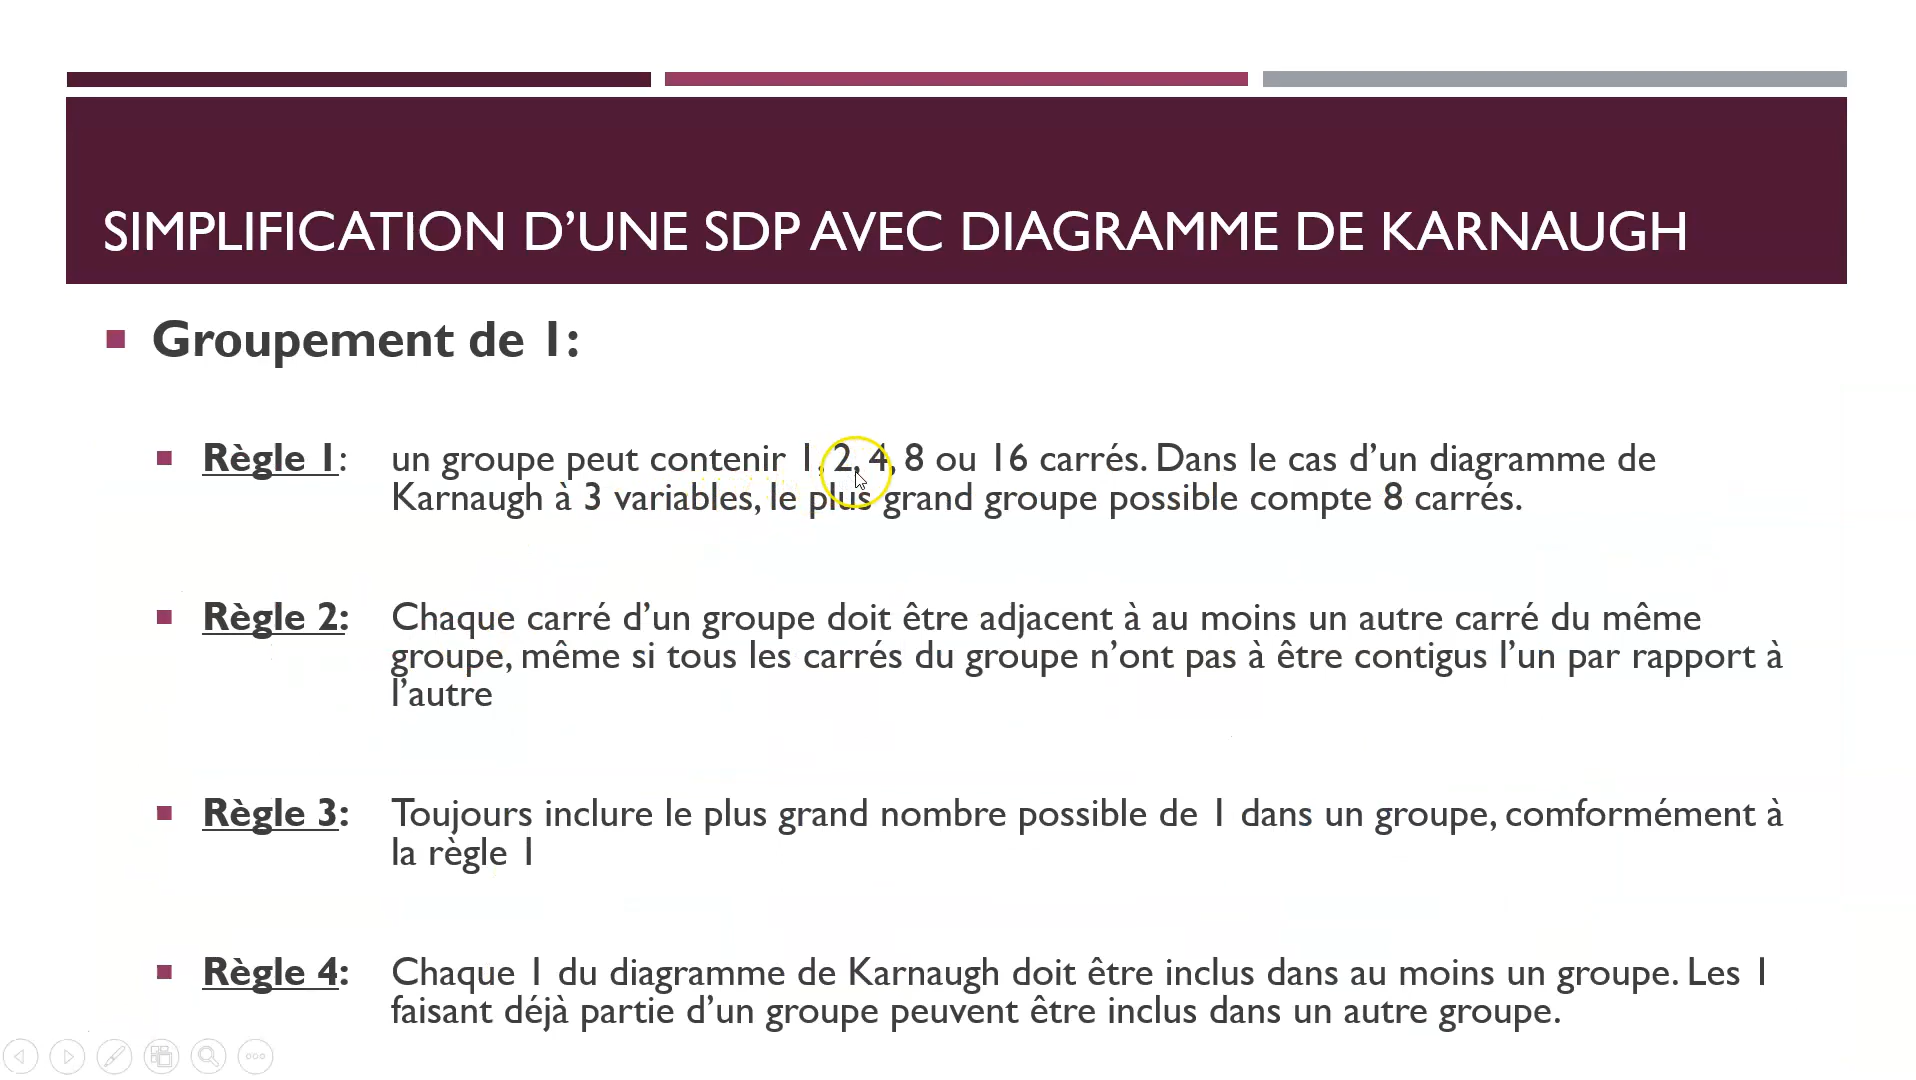 SIMPLIFICATION D’UNE SDP AVEC DIAGRAMME DE KARNAUGH
Groupement de 1:
Règle 1: un groupe peut contenir 1, 2, 4, 8 ou 16 carrés. Dans le cas d’un diagramme de
Karnaugh à 3 variables, le plus grand groupe possible compte 8 carrés.
Règle 2: Chaque carré d’un groupe doit être adjacent à au moins un autre carré du même
groupe, même si tous les carrés du groupe n’ont pas à être contigus l’un par rapport à
l’autre
Règle 3: Toujours inclure le plus grand nombre possible de 1 dans un groupe, comformément à
la règle 1
Règle 4: Chaque 1 du diagramme de Karnaugh doit être inclus dans au moins un groupe. Les 1
faisant déjà partie d’un groupe peuvent être inclus dans un autre groupe.